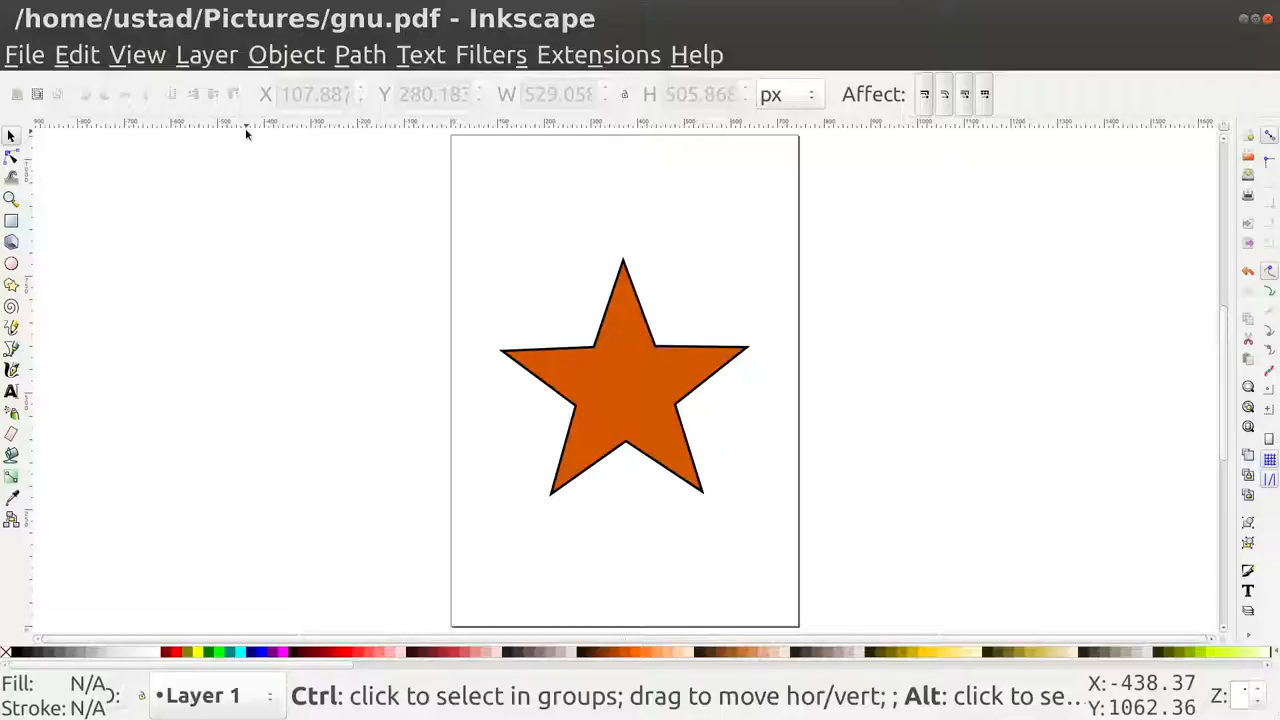 /home/ustad/Pictures/gnu.pdf - Inkscape
File Edit View Layer Object Path Text Filters Extensions Help
X 107.887 Y 280.183 W 529.058 H 505.868 px Affect:
Fill: N/A O: •Layer 1 Ctrl: click to select in groups; drag to move hor/vert; ; Alt: click to se... X:-438.37 Z:
Stroke: N/A Y:1062.36